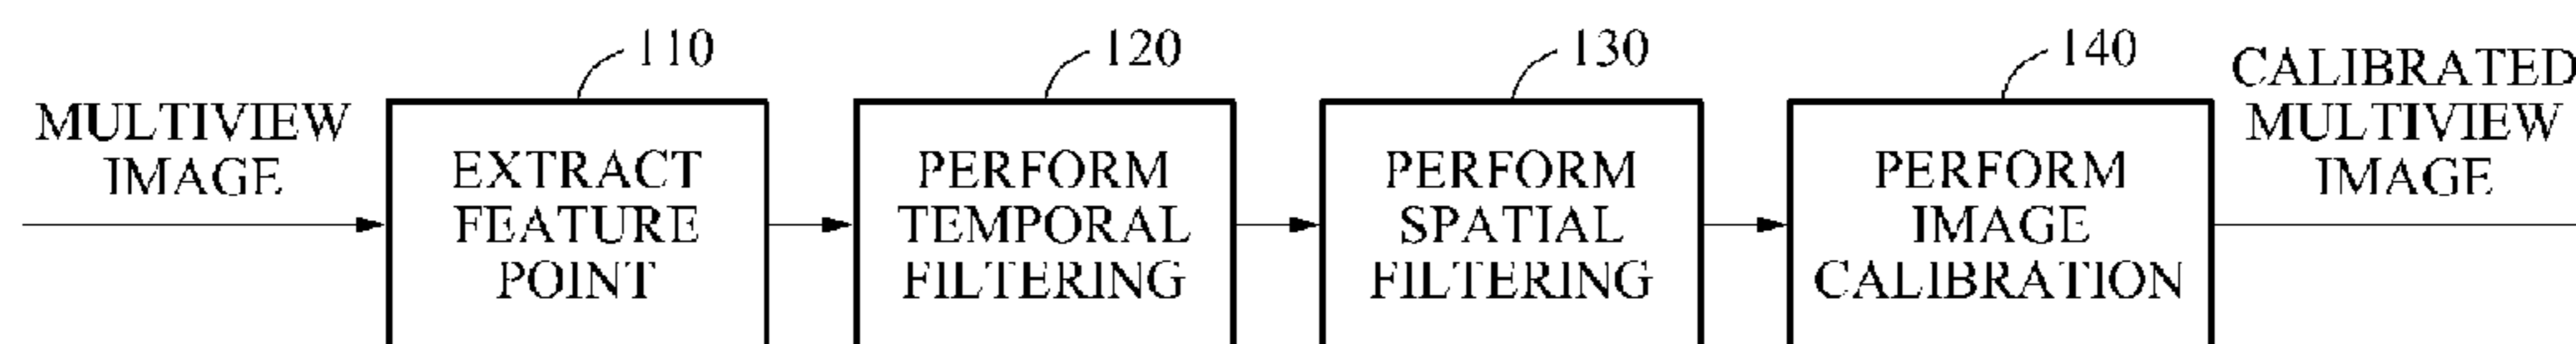 110
120
130
140
MULTIVIEW
IMAGE
EXTRACT
FEATURE
POINT
PERFORM
TEMPORAL
FILTERING
PERFORM
SPATIAL
FILTERING
PERFORM
IMAGE
CALIBRATION
CALIBRATED
MULTIVIEW
IMAGE